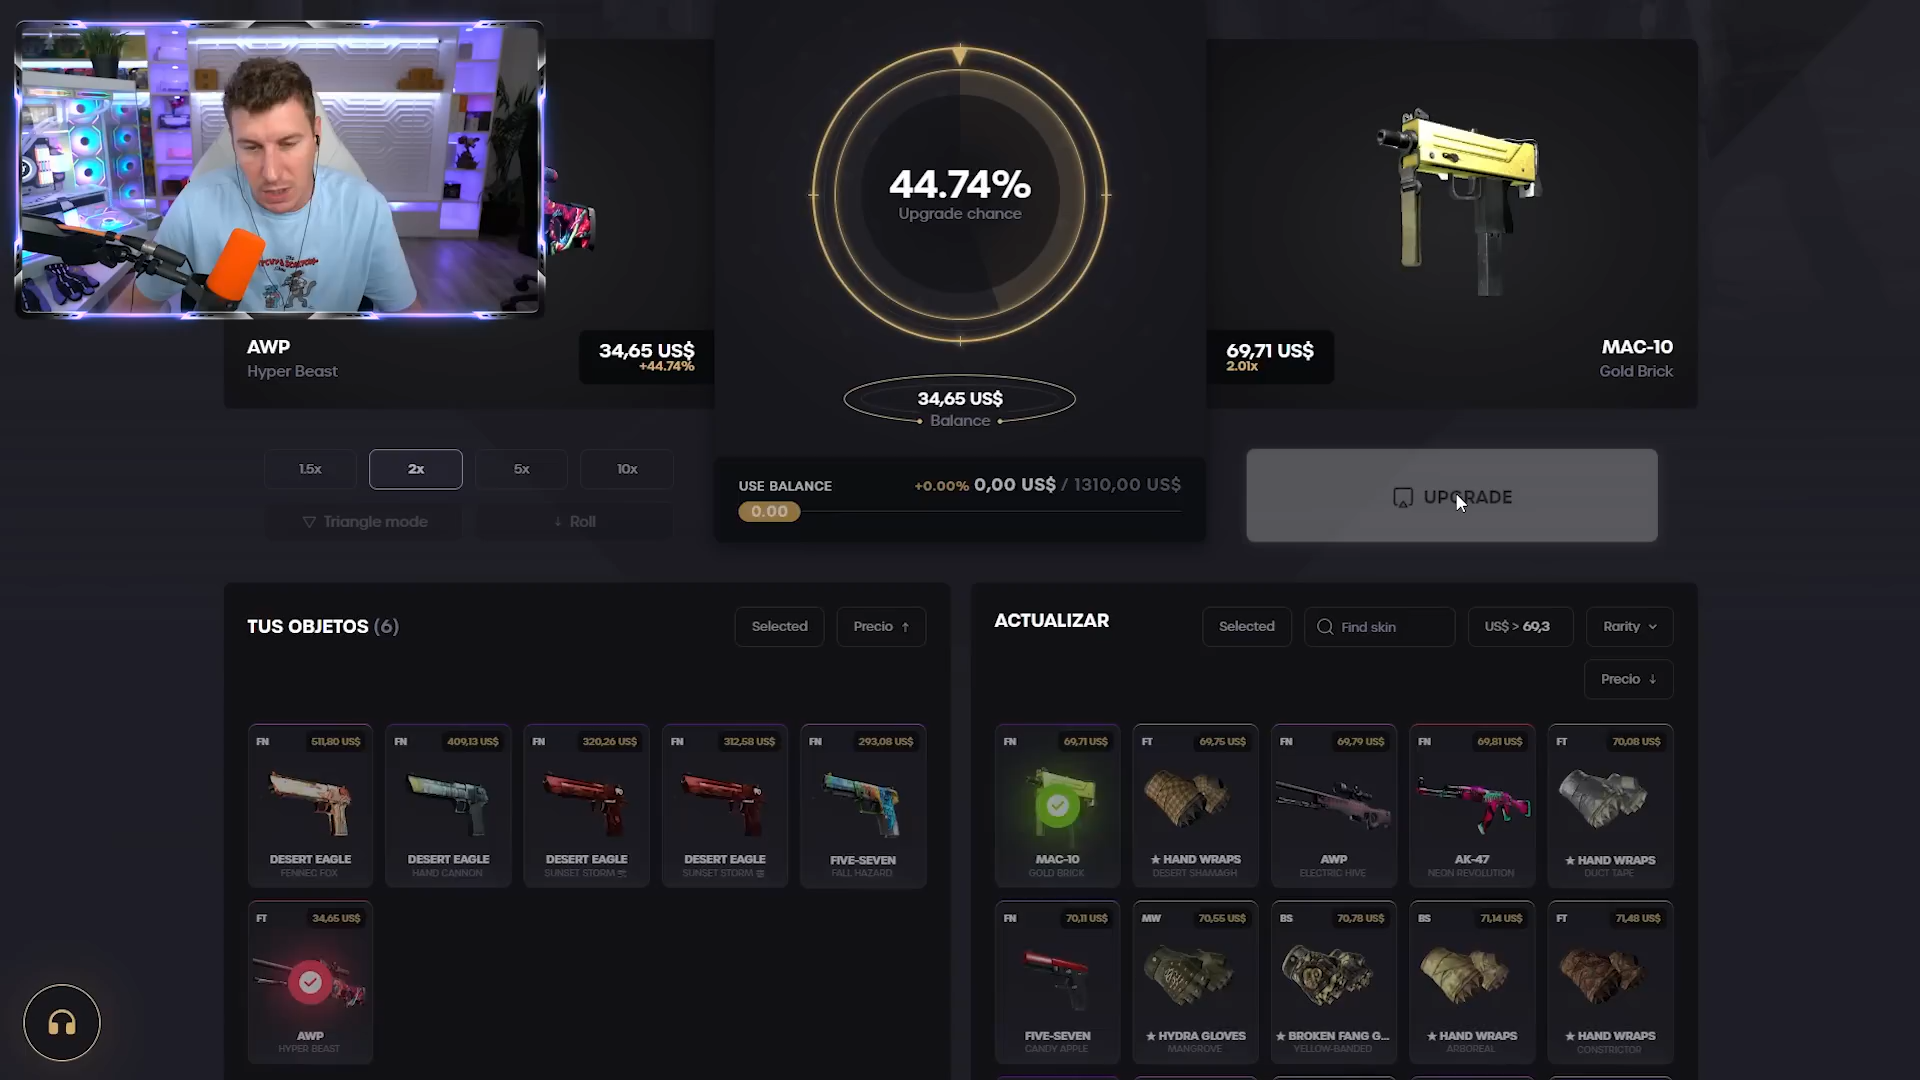 44.74%
Upgrade chance
AWP
Hyper Beast
34,65 US$
+44.74%
69,71 US$
2.01x
MAC-10
Gold Brick
34,65 US$
Balance
1.5x
2x
5x
10x
Triangle mode
↓ Roll
USE BALANCE
+0.00% 0,00 US$ / 1310,00 US$
0.00
UPGRADE
TUS OBJETOS (6)
Selected
Precio ↑
FN 511,80 US$
DESERT EAGLE
FENNEC FOX
FN 409,13 US$
DESERT EAGLE
HAND CANNON
FN 320,26 US$
DESERT EAGLE
SUNSET STORM 壱
FN 312,58 US$
DESERT EAGLE
SUNSET STORM 弐
FN 293,08 US$
FIVE-SEVEN
FALL HAZARD
FT 34,65 US$
AWP
HYPER BEAST
ACTUALIZAR
Selected
Find skin
US$ > 69,3
Rarity
Precio ↓
FN 69,71 US$
MAC-10
GOLD BRICK
FT 69,75 US$
★ HAND WRAPS
DESERT SHAMAGH
FN 69,79 US$
AWP
ELECTRIC HIVE
FN 69,81 US$
AK-47
NEON REVOLUTION
FT 70,08 US$
★ HAND WRAPS
DUCT TAPE
FN 70,11 US$
FIVE-SEVEN
CANDY APPLE
MW 70,55 US$
★ HYDRA GLOVES
MANGROVE
BS 70,78 US$
★ BROKEN FANG G...
YELLOW-BANDED
BS 71,14 US$
★ HAND WRAPS
ARBOREAL
FT 71,48 US$
★ HAND WRAPS
CONSTRICTOR